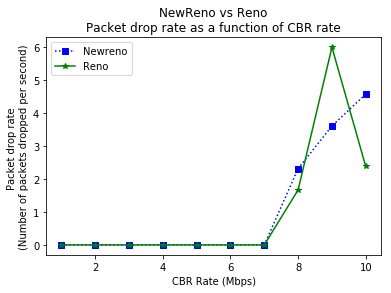 NewReno vs Reno
Packet drop rate as a function of CBR rate
Newreno
Reno
Packet drop rate
(Number of packets dropped per second)
6
5
4
3
2
1
0
2 4 6 8 10
CBR Rate (Mbps)